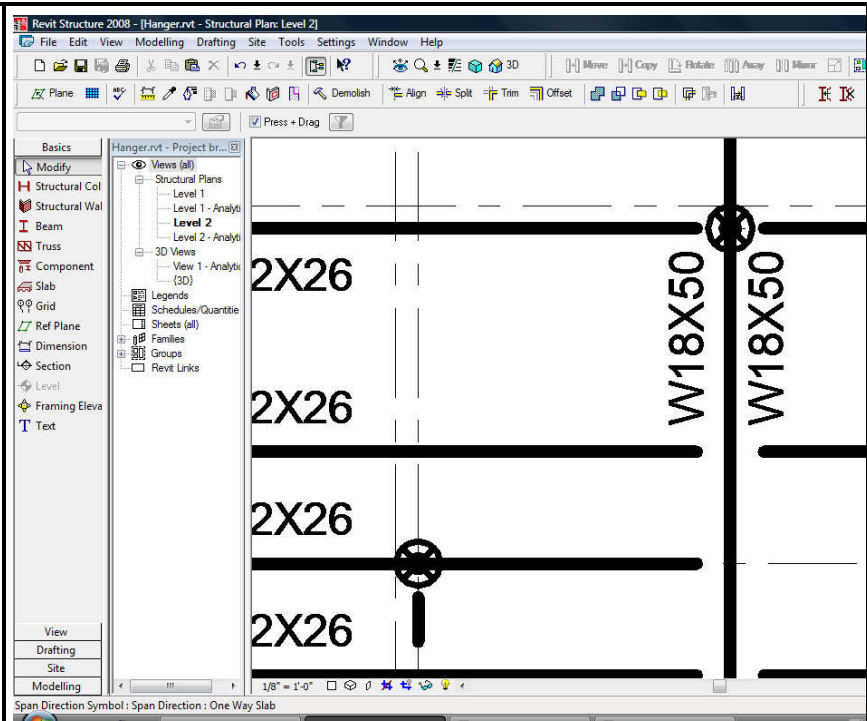 Revit Structure 2008 - [Hanger.rvt - Structural Plan: Level 2]
File Edit View Modelling Drafting Site Tools Settings Window Help
3D Move Copy Rotate Array Mirror
Plane Demolish Align Split Trim Offset
Press + Drag
Basics
Modify
Structural Col
Structural Wal
Beam
Truss
Component
Slab
Grid
Ref Plane
Dimension
Section
Level
Framing Eleva
Text
View
Drafting
Site
Modelling
Hanger.rvt - Project br...
Views (all)
Structural Plans
Level 1
Level 1 - Analyti
Level 2
Level 2 - Analyti
3D Views
View 1 - Analytic
{3D}
Legends
Schedules/Quantitie
Sheets (all)
Families
Groups
Revit Links
2X26
2X26
2X26
2X26
W18X50
W18X50
1/8" = 1'-0"
Span Direction Symbol : Span Direction : One Way Slab